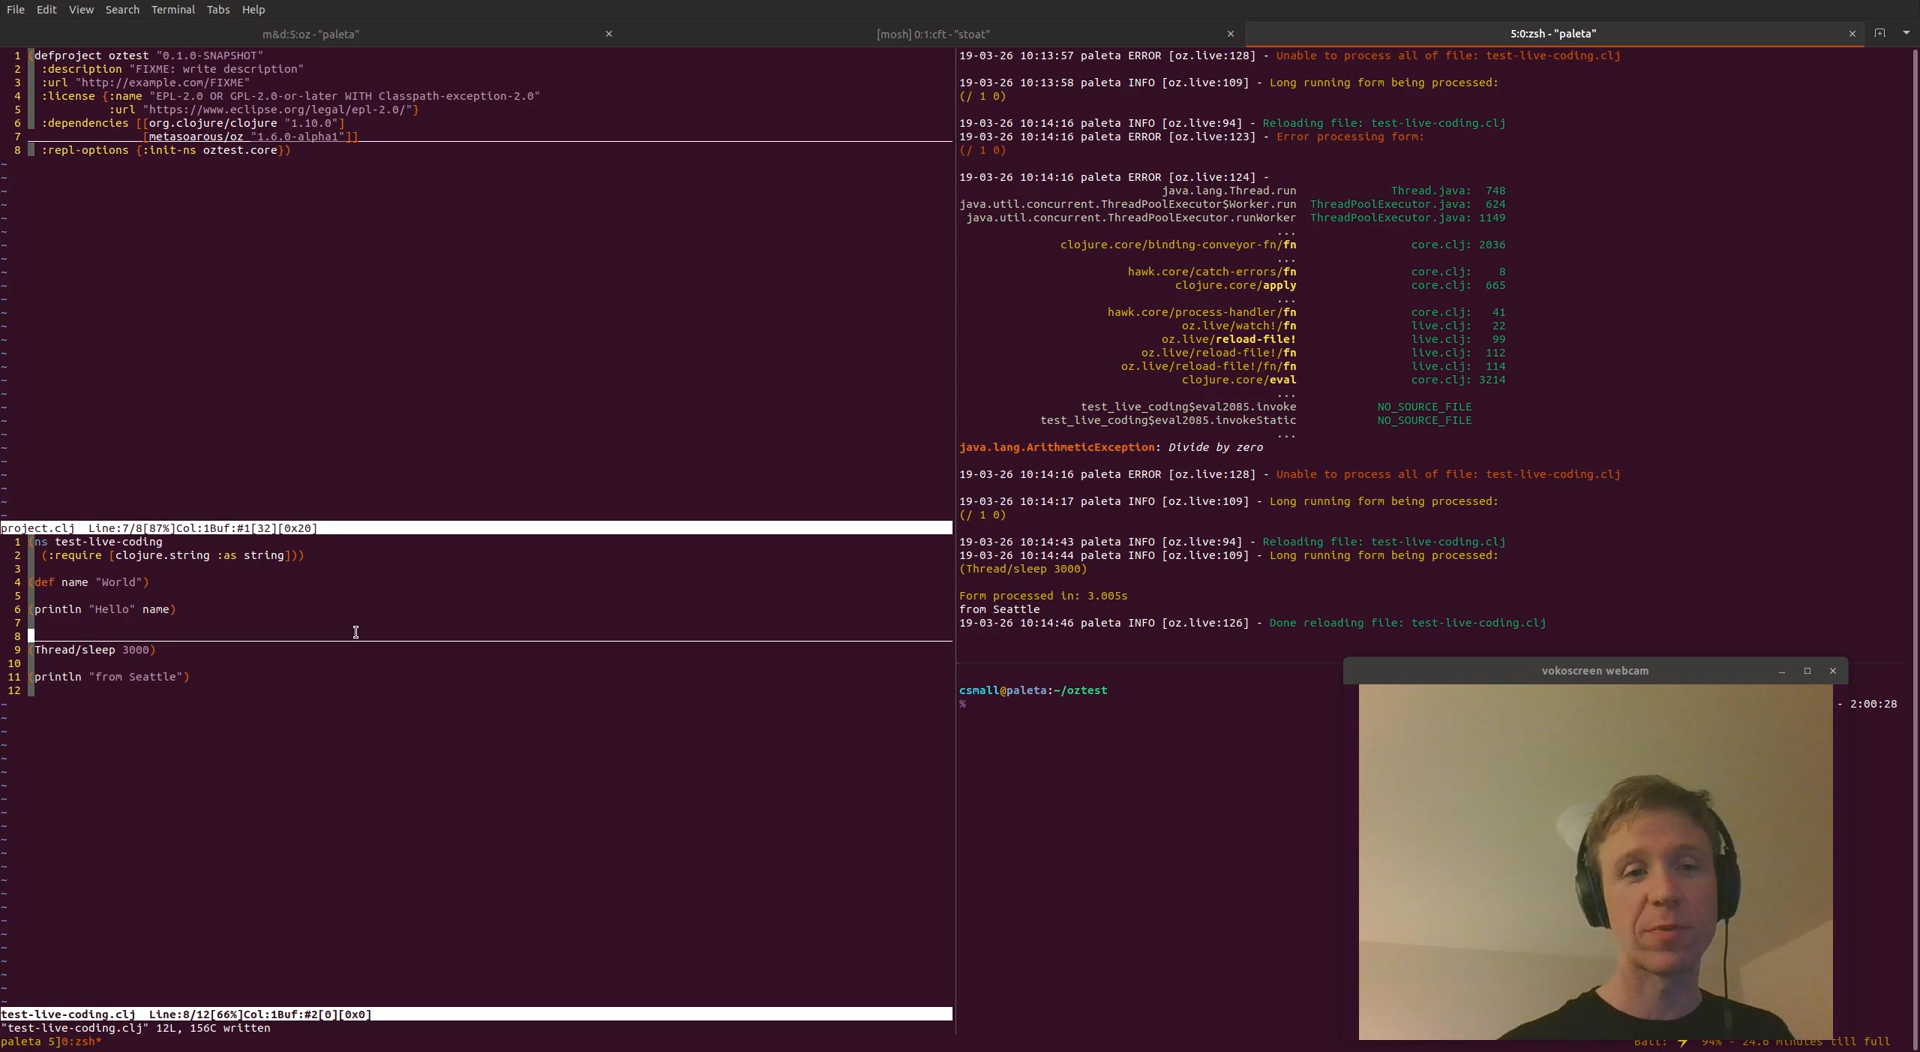 File Edit View Search Terminal Tabs Help
m&d:5:oz - "paleta" × [mosh] 0:1:cft - "stoat" × 5:0:zsh - "paleta" ×
1 (defproject oztest "0.1.0-SNAPSHOT"
2 :description "FIXME: write description"
3 :url "http://example.com/FIXME"
4 :license {:name "EPL-2.0 OR GPL-2.0-or-later WITH Classpath-exception-2.0"
5 :url "https://www.eclipse.org/legal/epl-2.0/"}
6 :dependencies [[org.clojure/clojure "1.10.0"]
7 [metasoarous/oz "1.6.0-alpha1"]]
8 :repl-options {:init-ns oztest.core})
project.clj Line:7/8[87%]Col:1Buf:#1[32][0x20]
1 (ns test-live-coding
2 (:require [clojure.string :as string]))
3
4 (def name "World")
5
6 (println "Hello" name)
7
8
9 (Thread/sleep 3000)
10
11 (println "from Seattle")
12
test-live-coding.clj Line:8/12[66%]Col:1Buf:#2[0][0x0]
"test-live-coding.clj" 12L, 156C written
paleta 5]0:zsh*
19-03-26 10:13:57 paleta ERROR [oz.live:128] - Unable to process all of file: test-live-coding.clj
19-03-26 10:13:58 paleta INFO [oz.live:109] - Long running form being processed:
(/ 1 0)
19-03-26 10:14:16 paleta INFO [oz.live:94] - Reloading file: test-live-coding.clj
19-03-26 10:14:16 paleta ERROR [oz.live:123] - Error processing form:
(/ 1 0)
19-03-26 10:14:16 paleta ERROR [oz.live:124] -
java.lang.Thread.run Thread.java: 748
java.util.concurrent.ThreadPoolExecutor$Worker.run ThreadPoolExecutor.java: 624
java.util.concurrent.ThreadPoolExecutor.runWorker ThreadPoolExecutor.java: 1149
...
clojure.core/binding-conveyor-fn/fn core.clj: 2036
...
hawk.core/catch-errors/fn core.clj: 8
clojure.core/apply core.clj: 665
...
hawk.core/process-handler/fn core.clj: 41
oz.live/watch!/fn live.clj: 22
oz.live/reload-file! live.clj: 99
oz.live/reload-file!/fn live.clj: 112
oz.live/reload-file!/fn/fn live.clj: 114
clojure.core/eval core.clj: 3214
...
test_live_coding$eval2085.invoke NO_SOURCE_FILE
test_live_coding$eval2085.invokeStatic NO_SOURCE_FILE
...
java.lang.ArithmeticException: Divide by zero
19-03-26 10:14:16 paleta ERROR [oz.live:128] - Unable to process all of file: test-live-coding.clj
19-03-26 10:14:17 paleta INFO [oz.live:109] - Long running form being processed:
(/ 1 0)
19-03-26 10:14:43 paleta INFO [oz.live:94] - Reloading file: test-live-coding.clj
19-03-26 10:14:44 paleta INFO [oz.live:109] - Long running form being processed:
(Thread/sleep 3000)
Form processed in: 3.005s
from Seattle
19-03-26 10:14:46 paleta INFO [oz.live:126] - Done reloading file: test-live-coding.clj
csmall@paleta:~/oztest
%
vokoscreen webcam
- 2:00:28
Batt: ⚡ 94% - 24.6 minutes till full